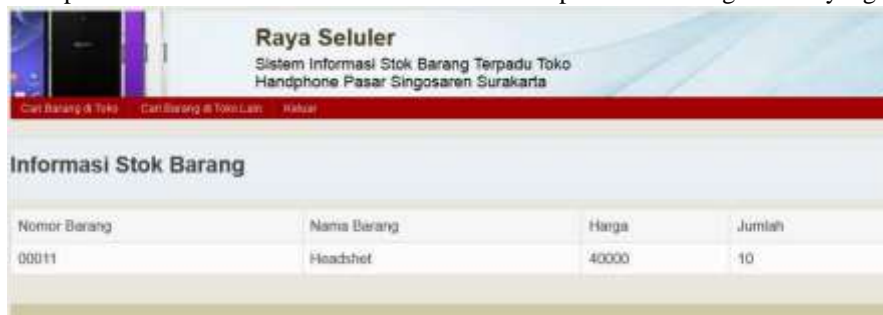 Raya Seluler
Sistem Informasi Stok Barang Terpadu Toko
Handphone Pasar Singosaren Surakarta
Cari Barang di Toko Cari Barang di Toko Lain Keluar
Informasi Stok Barang
Nomor Barang Nama Barang Harga Jumlah
00011 Headshet 40000 10